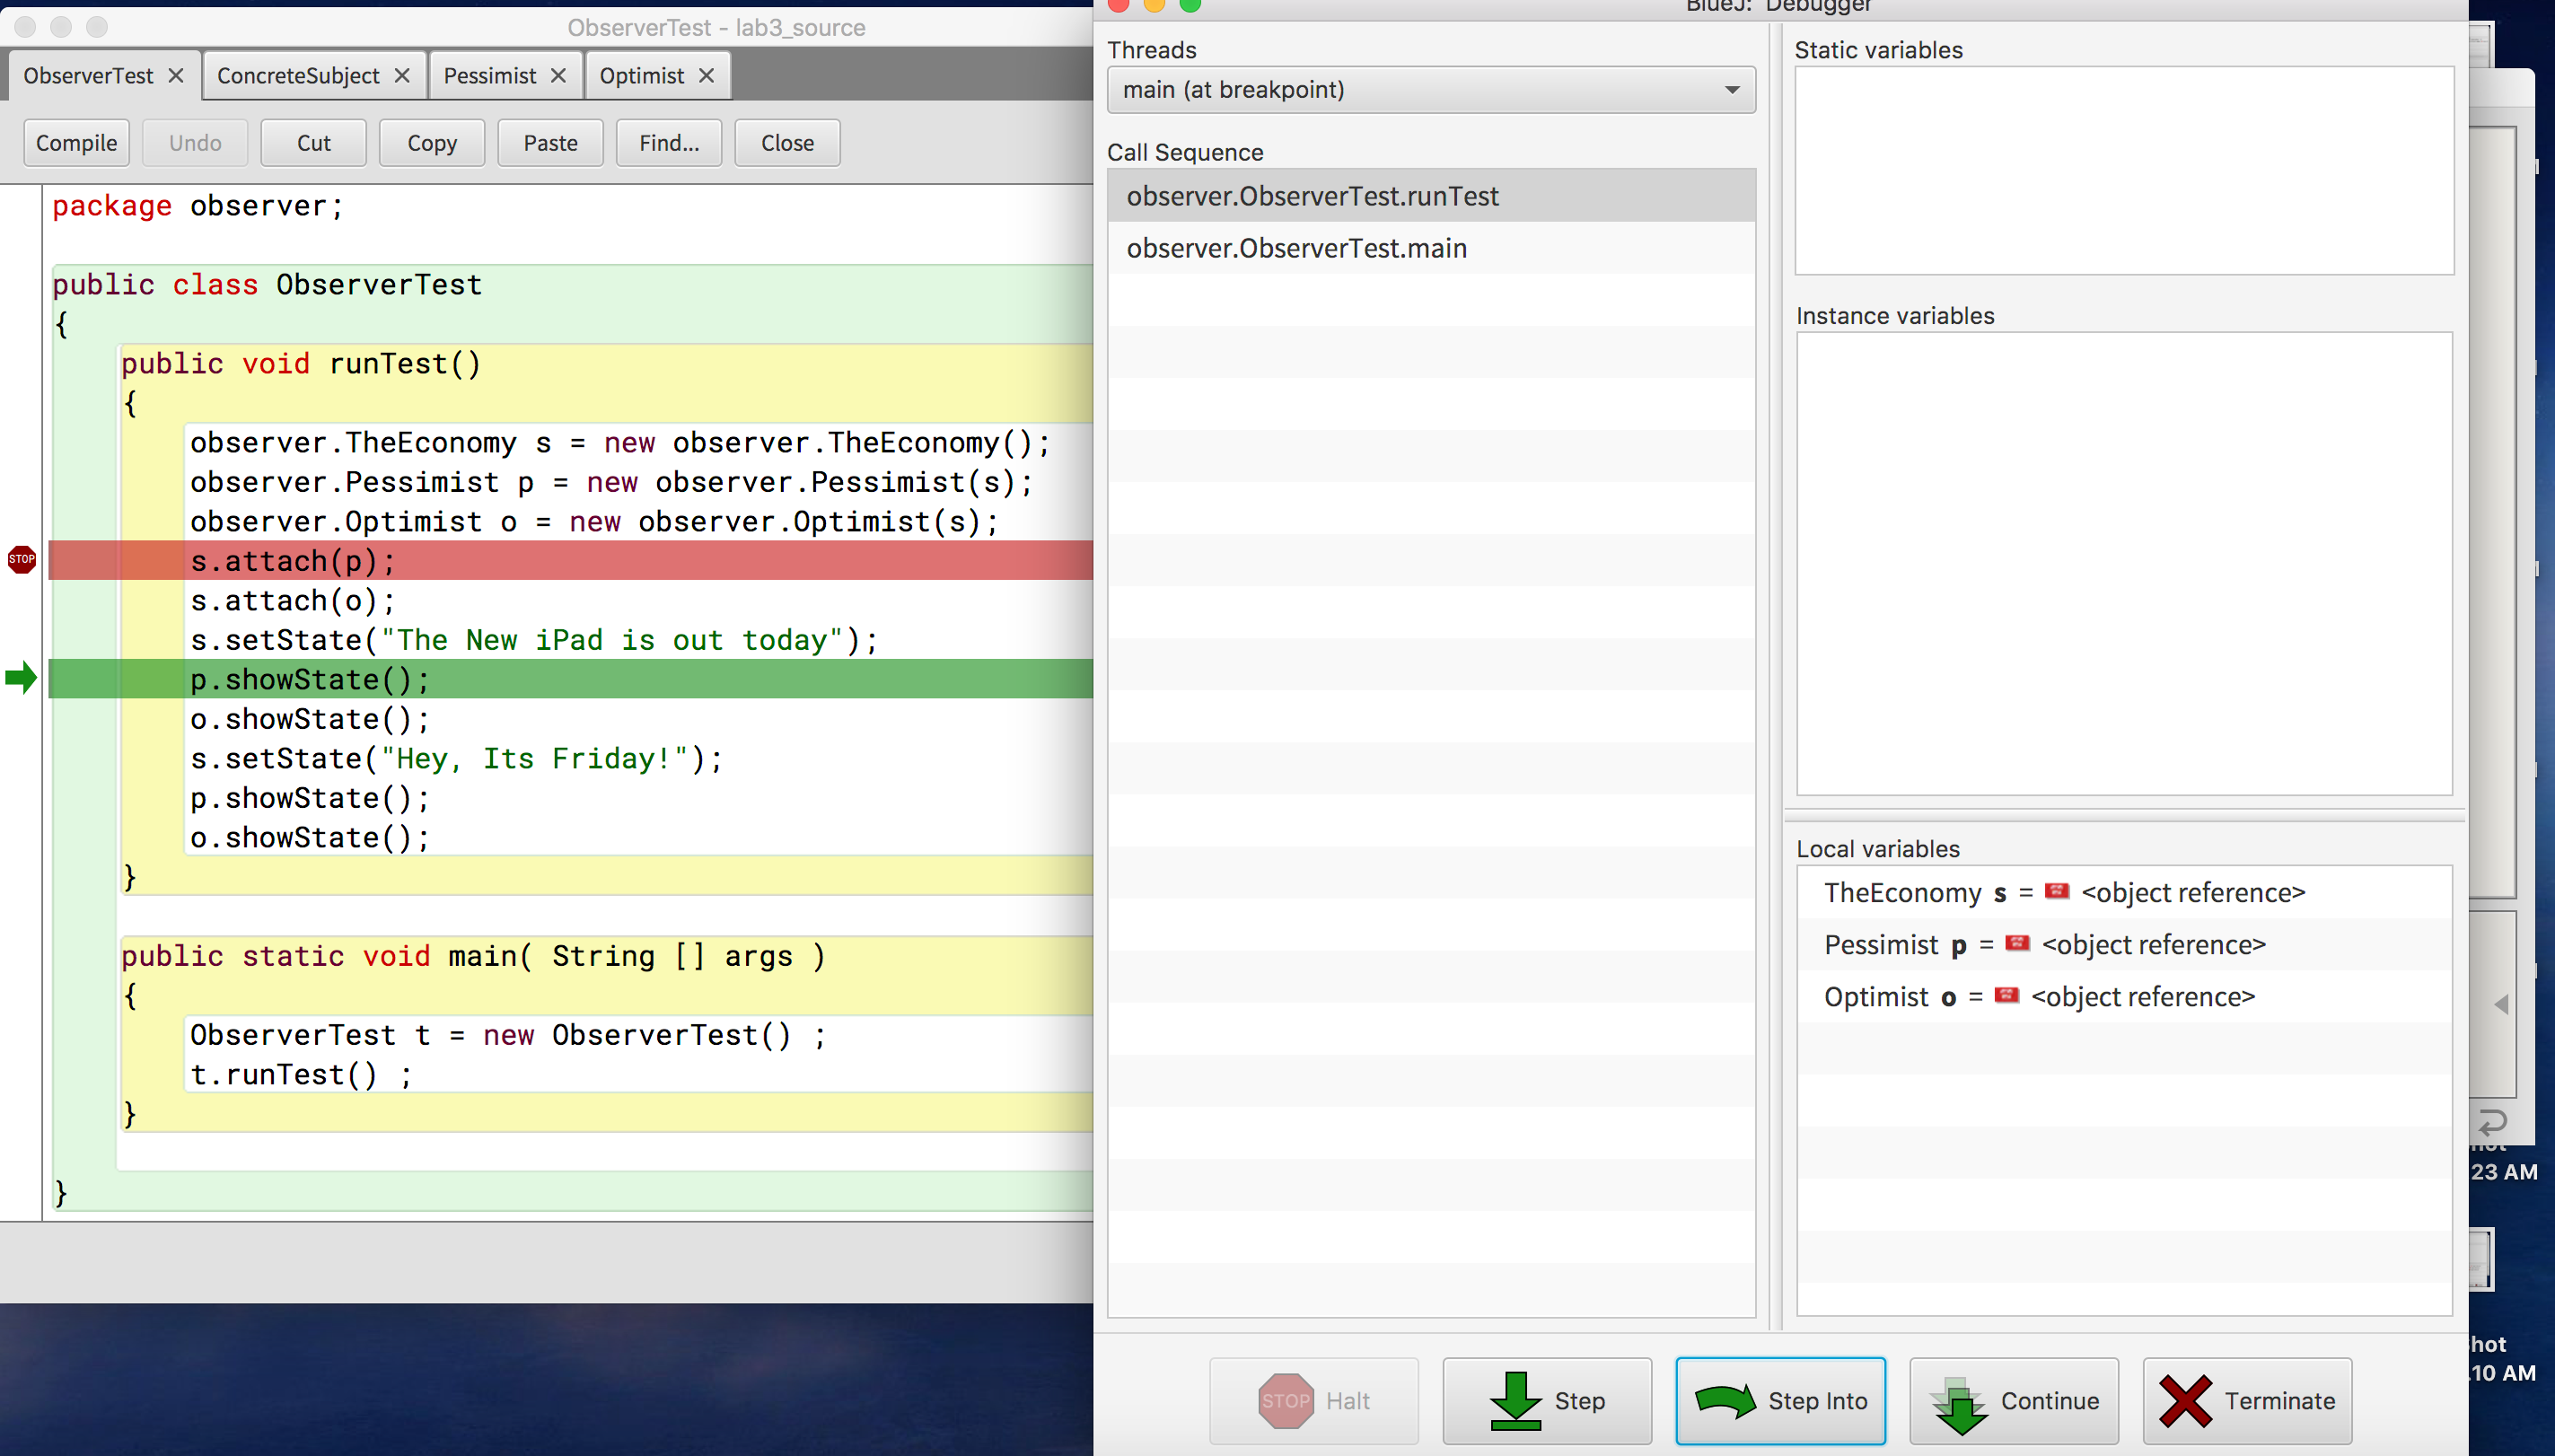 ObserverTest - lab3_source
ObserverTest
ConcreteSubject
Pessimist
Optimist
Compile
Undo
Cut
Copy
Paste
Find...
Close
package observer;
public class ObserverTest
{
public void runTest()
{
observer.TheEconomy s = new observer.TheEconomy();
observer.Pessimist p = new observer.Pessimist(s);
observer.Optimist o = new observer.Optimist(s);
STOP
s.attach(p);
s.attach(o);
s.setState("The New iPad is out today");
p.showState();
o.showState();
s.setState("Hey, Its Friday!");
p.showState();
o.showState();
}
public static void main( String [] args )
{
ObserverTest t = new ObserverTest() ;
t.runTest() ;
}
}
BlueJ: Debugger
Threads
main (at breakpoint)
Call Sequence
observer.ObserverTest.runTest
observer.ObserverTest.main
Static variables
Instance variables
Local variables
TheEconomy s = <object reference>
Pessimist p = <object reference>
Optimist o = <object reference>
STOP Halt
Step
Step Into
Continue
Terminate
23 AM
hot
10 AM